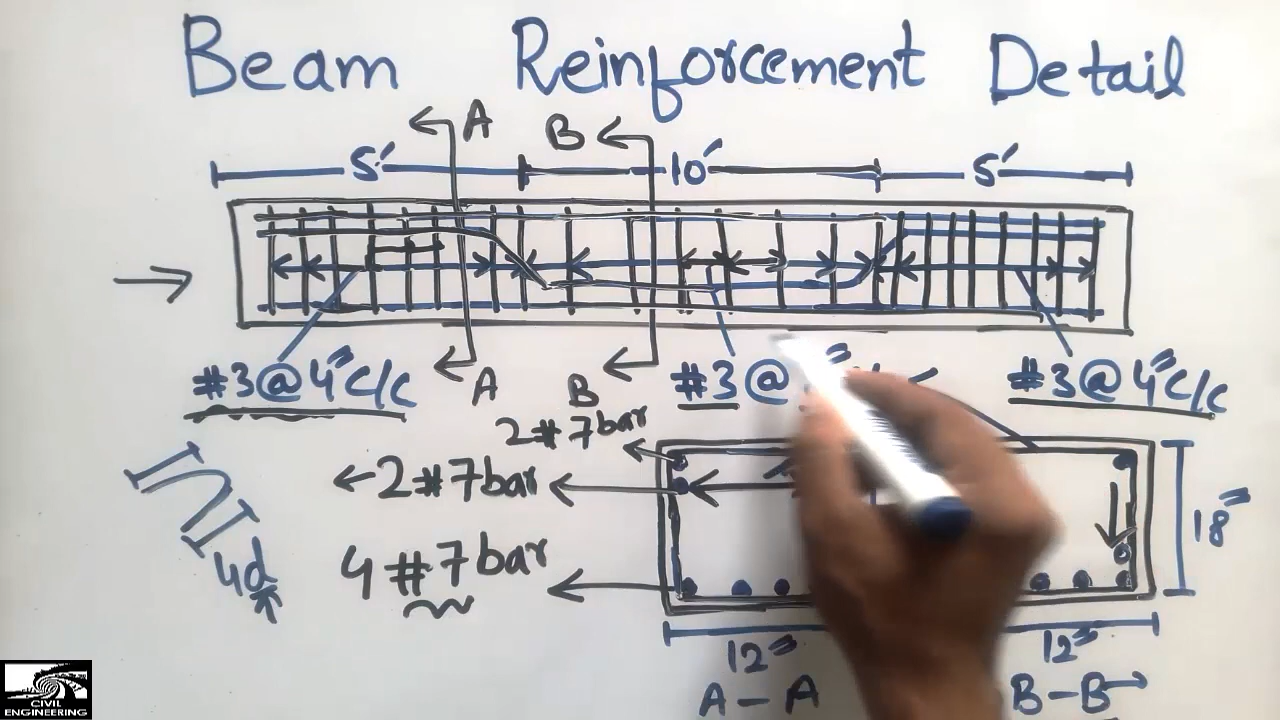 Beam Reinforcement Detail
A B
5' 10' 5'
#3@4"c/c #3@ #3@4"c/c
A B
2#7bar
2#7bar
4#7bar
18"
4d
12" 12"
A-A B-B
CIVIL
ENGINEERING